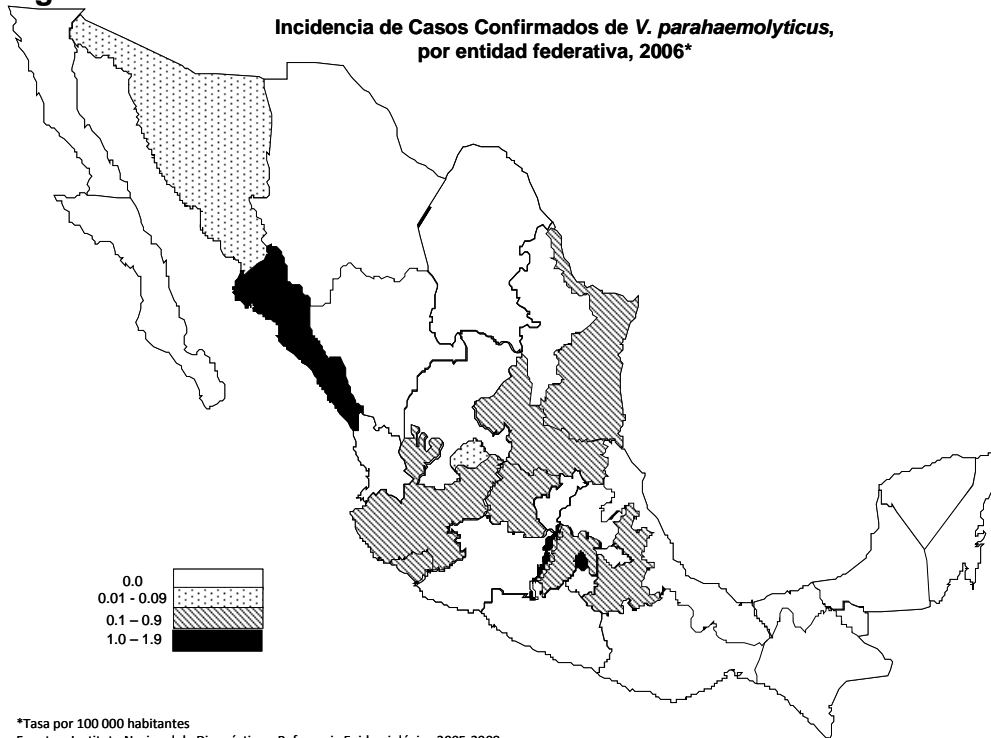 Incidencia de Casos Confirmados de V. parahaemolyticus,
por entidad federativa, 2006*
0.0
0.01 - 0.09
0.1 – 0.9
1.0 – 1.9
*Tasa por 100 000 habitantes